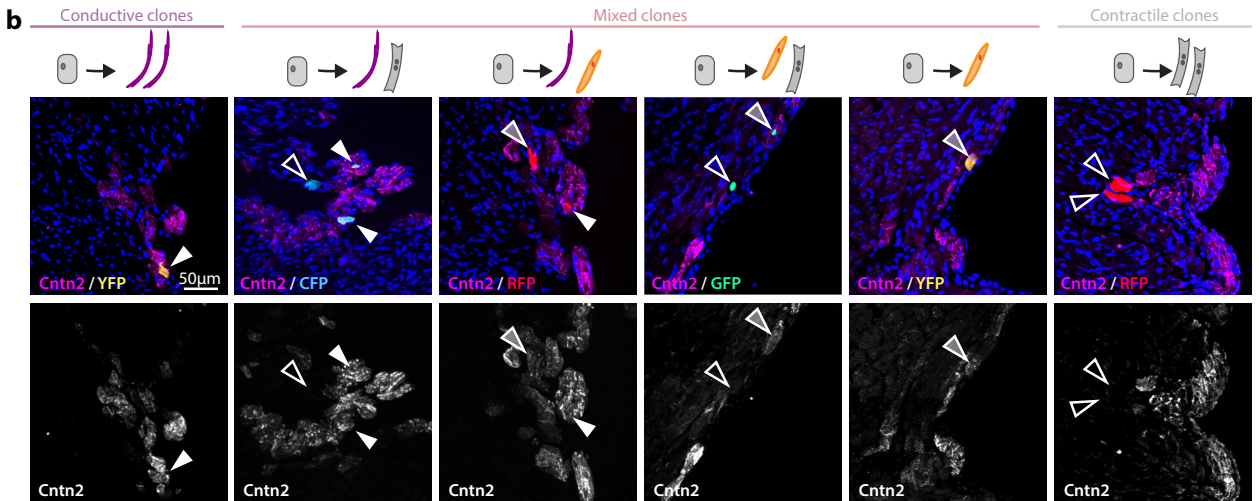 b
Conductive clones
Mixed clones
Contractile clones
Cntn2 / YFP
50µm
Cntn2 / CFP
Cntn2 / RFP
Cntn2 / GFP
Cntn2 / YFP
Cntn2 / RFP
Cntn2
Cntn2
Cntn2
Cntn2
Cntn2
Cntn2